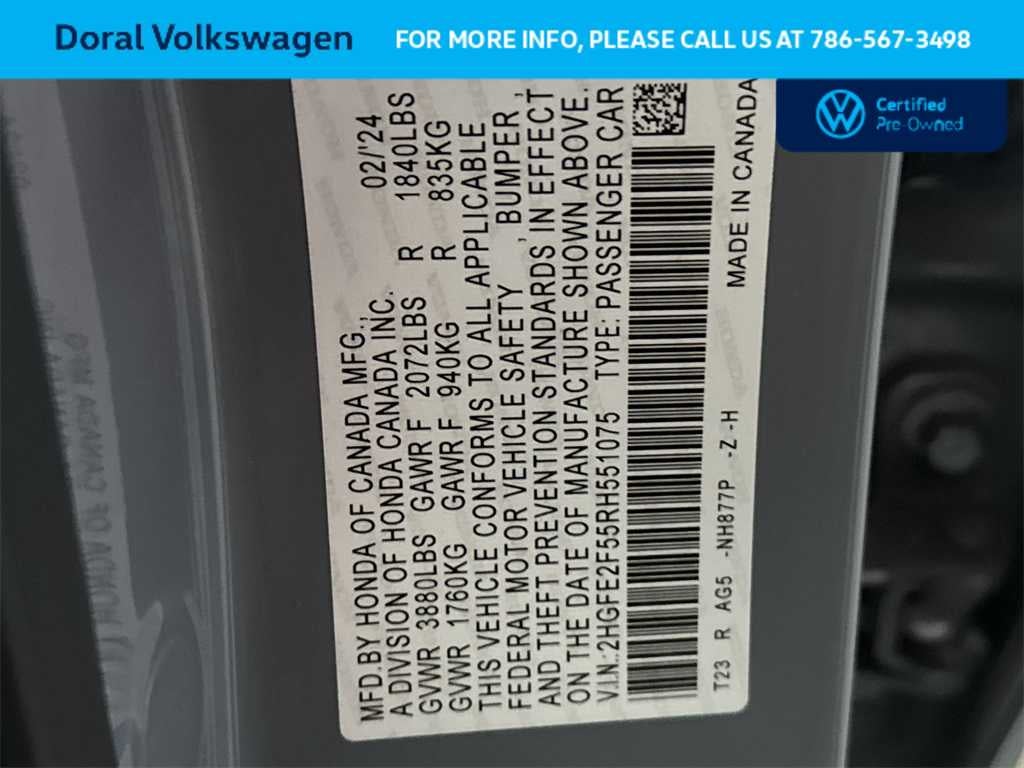 Doral Volkswagen
FOR MORE INFO, PLEASE CALL US AT 786-567-3498
Certified
Pre-Owned
MFD.BY HONDA OF CANADA MFG., 02/'24
A DIVISION OF HONDA CANADA INC.
GVWR 3880LBS GAWR F 2072LBS R 1840LBS
GVWR 1760KG GAWR F 940KG R 835KG
THIS VEHICLE CONFORMS TO ALL APPLICABLE
FEDERAL MOTOR VEHICLE SAFETY , BUMPER ,
AND THEFT PREVENTION STANDARDS IN EFFECT
ON THE DATE OF MANUFACTURE SHOWN ABOVE.
V.I.N.:2HGFE2F55RH551075 TYPE: PASSENGER CAR
T23 R AG5 -NH877P -Z -H
MADE IN CANADA